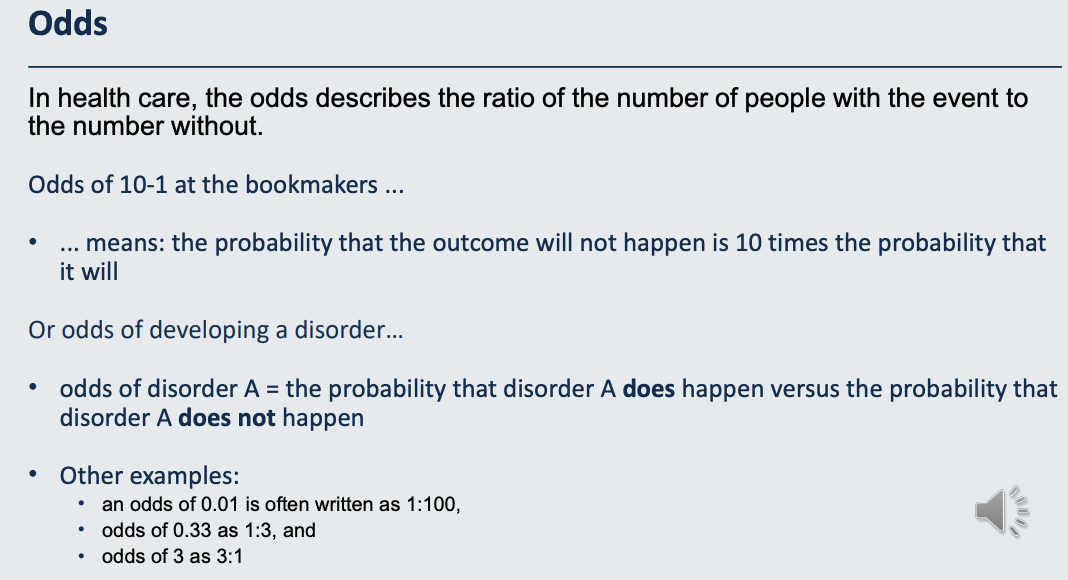 Odds
In health care, the odds describes the ratio of the number of people with the event to
the number without.
Odds of 10-1 at the bookmakers ...
• ... means: the probability that the outcome will not happen is 10 times the probability that
it will
Or odds of developing a disorder...
• odds of disorder A = the probability that disorder A does happen versus the probability that
disorder A does not happen
• Other examples:
• an odds of 0.01 is often written as 1:100,
• odds of 0.33 as 1:3, and
• odds of 3 as 3:1